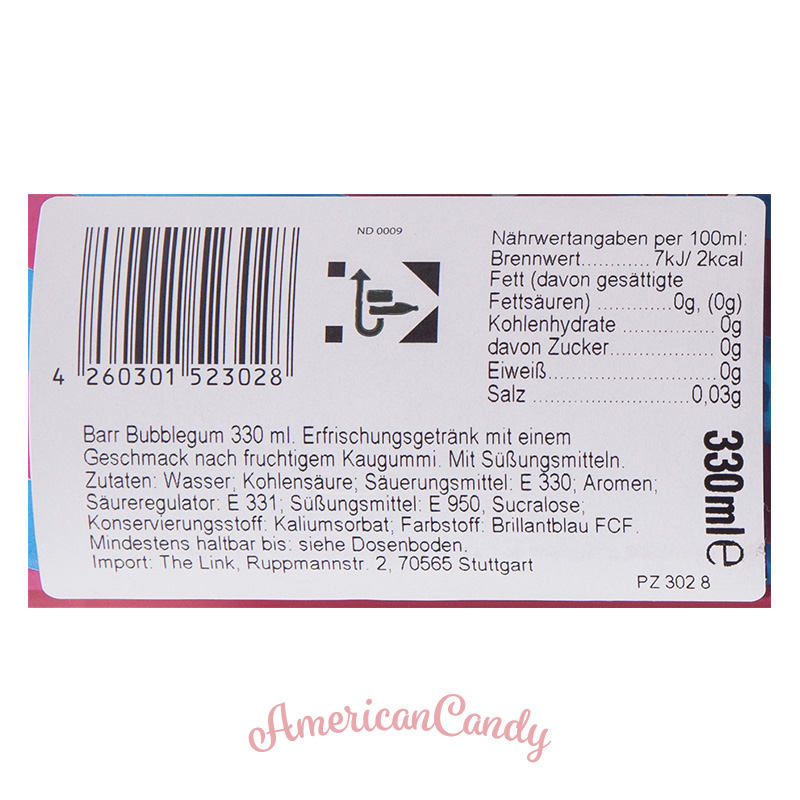 ND 0009
4 260301 523028
Nährwertangaben per 100ml:
Brennwert............7kJ/ 2kcal
Fett (davon gesättigte
Fettsäuren) ............0g, (0g)
Kohlenhydrate ................0g
davon Zucker..................0g
Eiweiß............................0g
Salz ...........................0,03g
Barr Bubblegum 330 ml. Erfrischungsgetränk mit einem
Geschmack nach fruchtigem Kaugummi. Mit Süßungsmitteln.
Zutaten: Wasser; Kohlensäure; Säuerungsmittel: E 330; Aromen;
Säureregulator: E 331; Süßungsmittel: E 950, Sucralose;
Konservierungsstoff: Kaliumsorbat; Farbstoff: Brillantblau FCF.
Mindestens haltbar bis: siehe Dosenboden.
Import: The Link, Ruppmannstr. 2, 70565 Stuttgart
330ml e
PZ 302 8
AmericanCandy